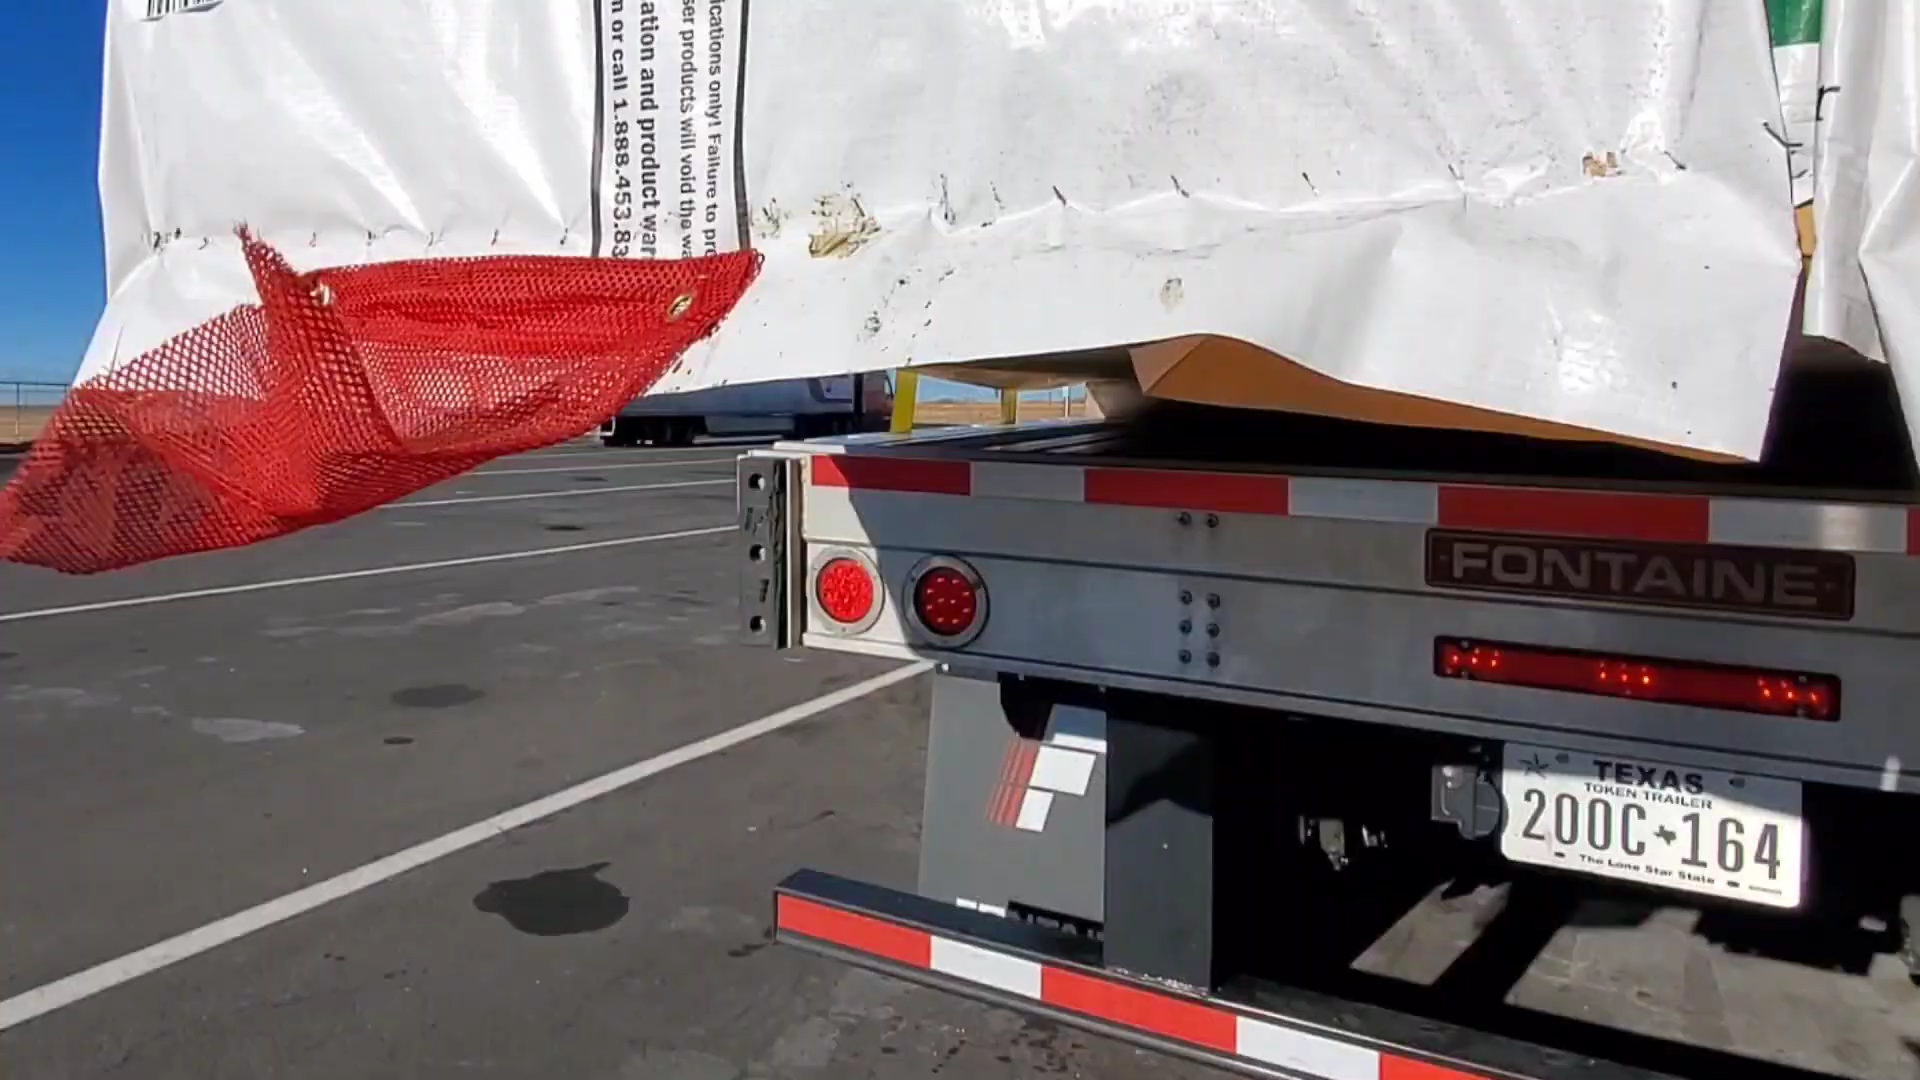 ications only! Failure to pro
ser products will void the wa
ation and product war
n or call 1.888.453.83
FONTAINE
TEXAS
TOKEN TRAILER
200C 164
The Lone Star State